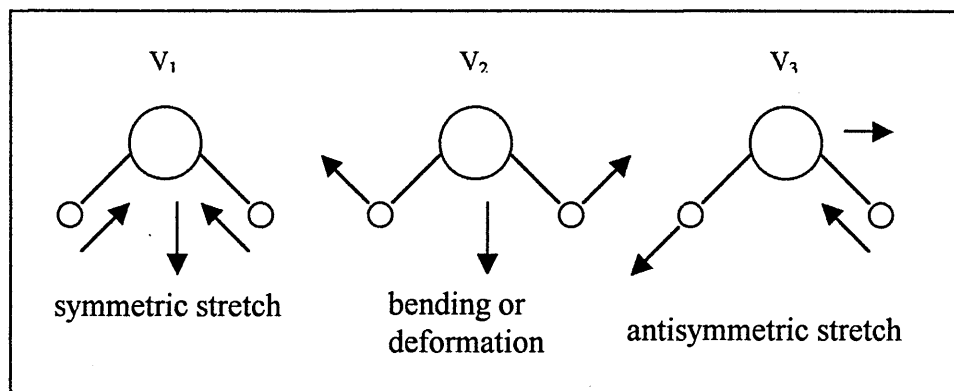 V₁ V₂ V₃
symmetric stretch
bending or
deformation
antisymmetric stretch